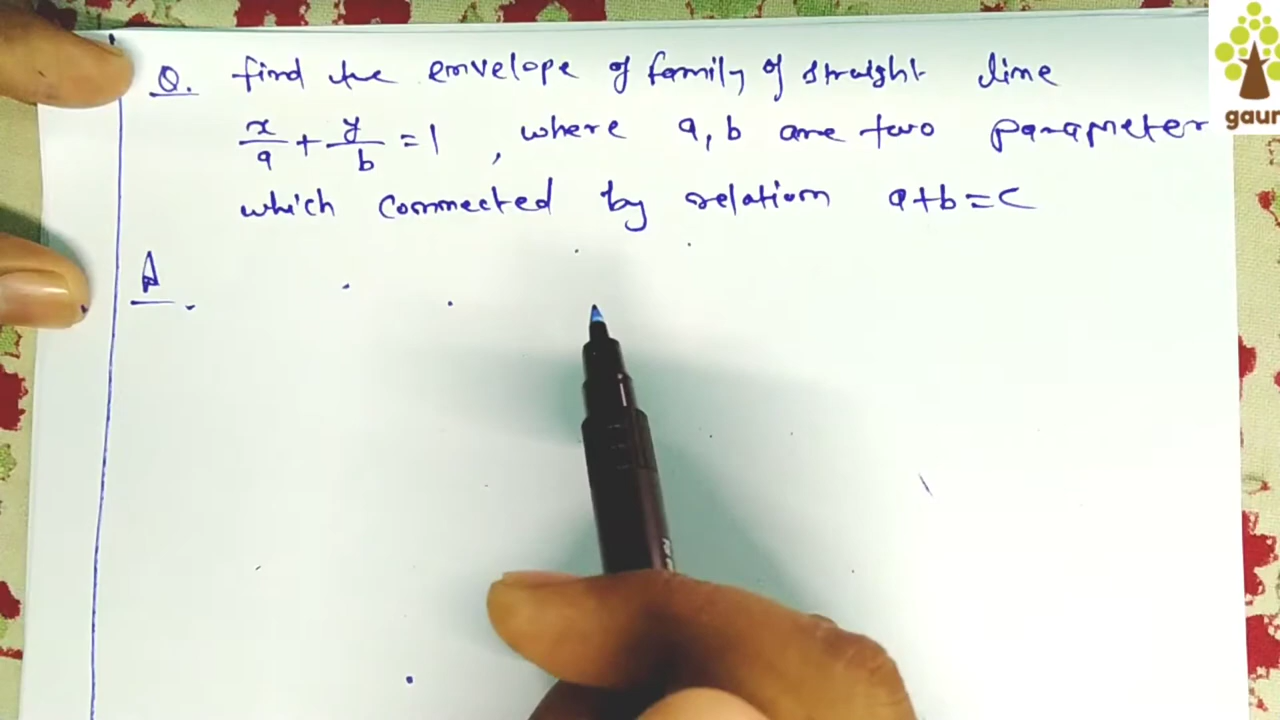 Q. find the envelope of family of straight line
x/a + y/b = 1 , where a, b are two parameter
which connected by relation a+b=c
A
gaur